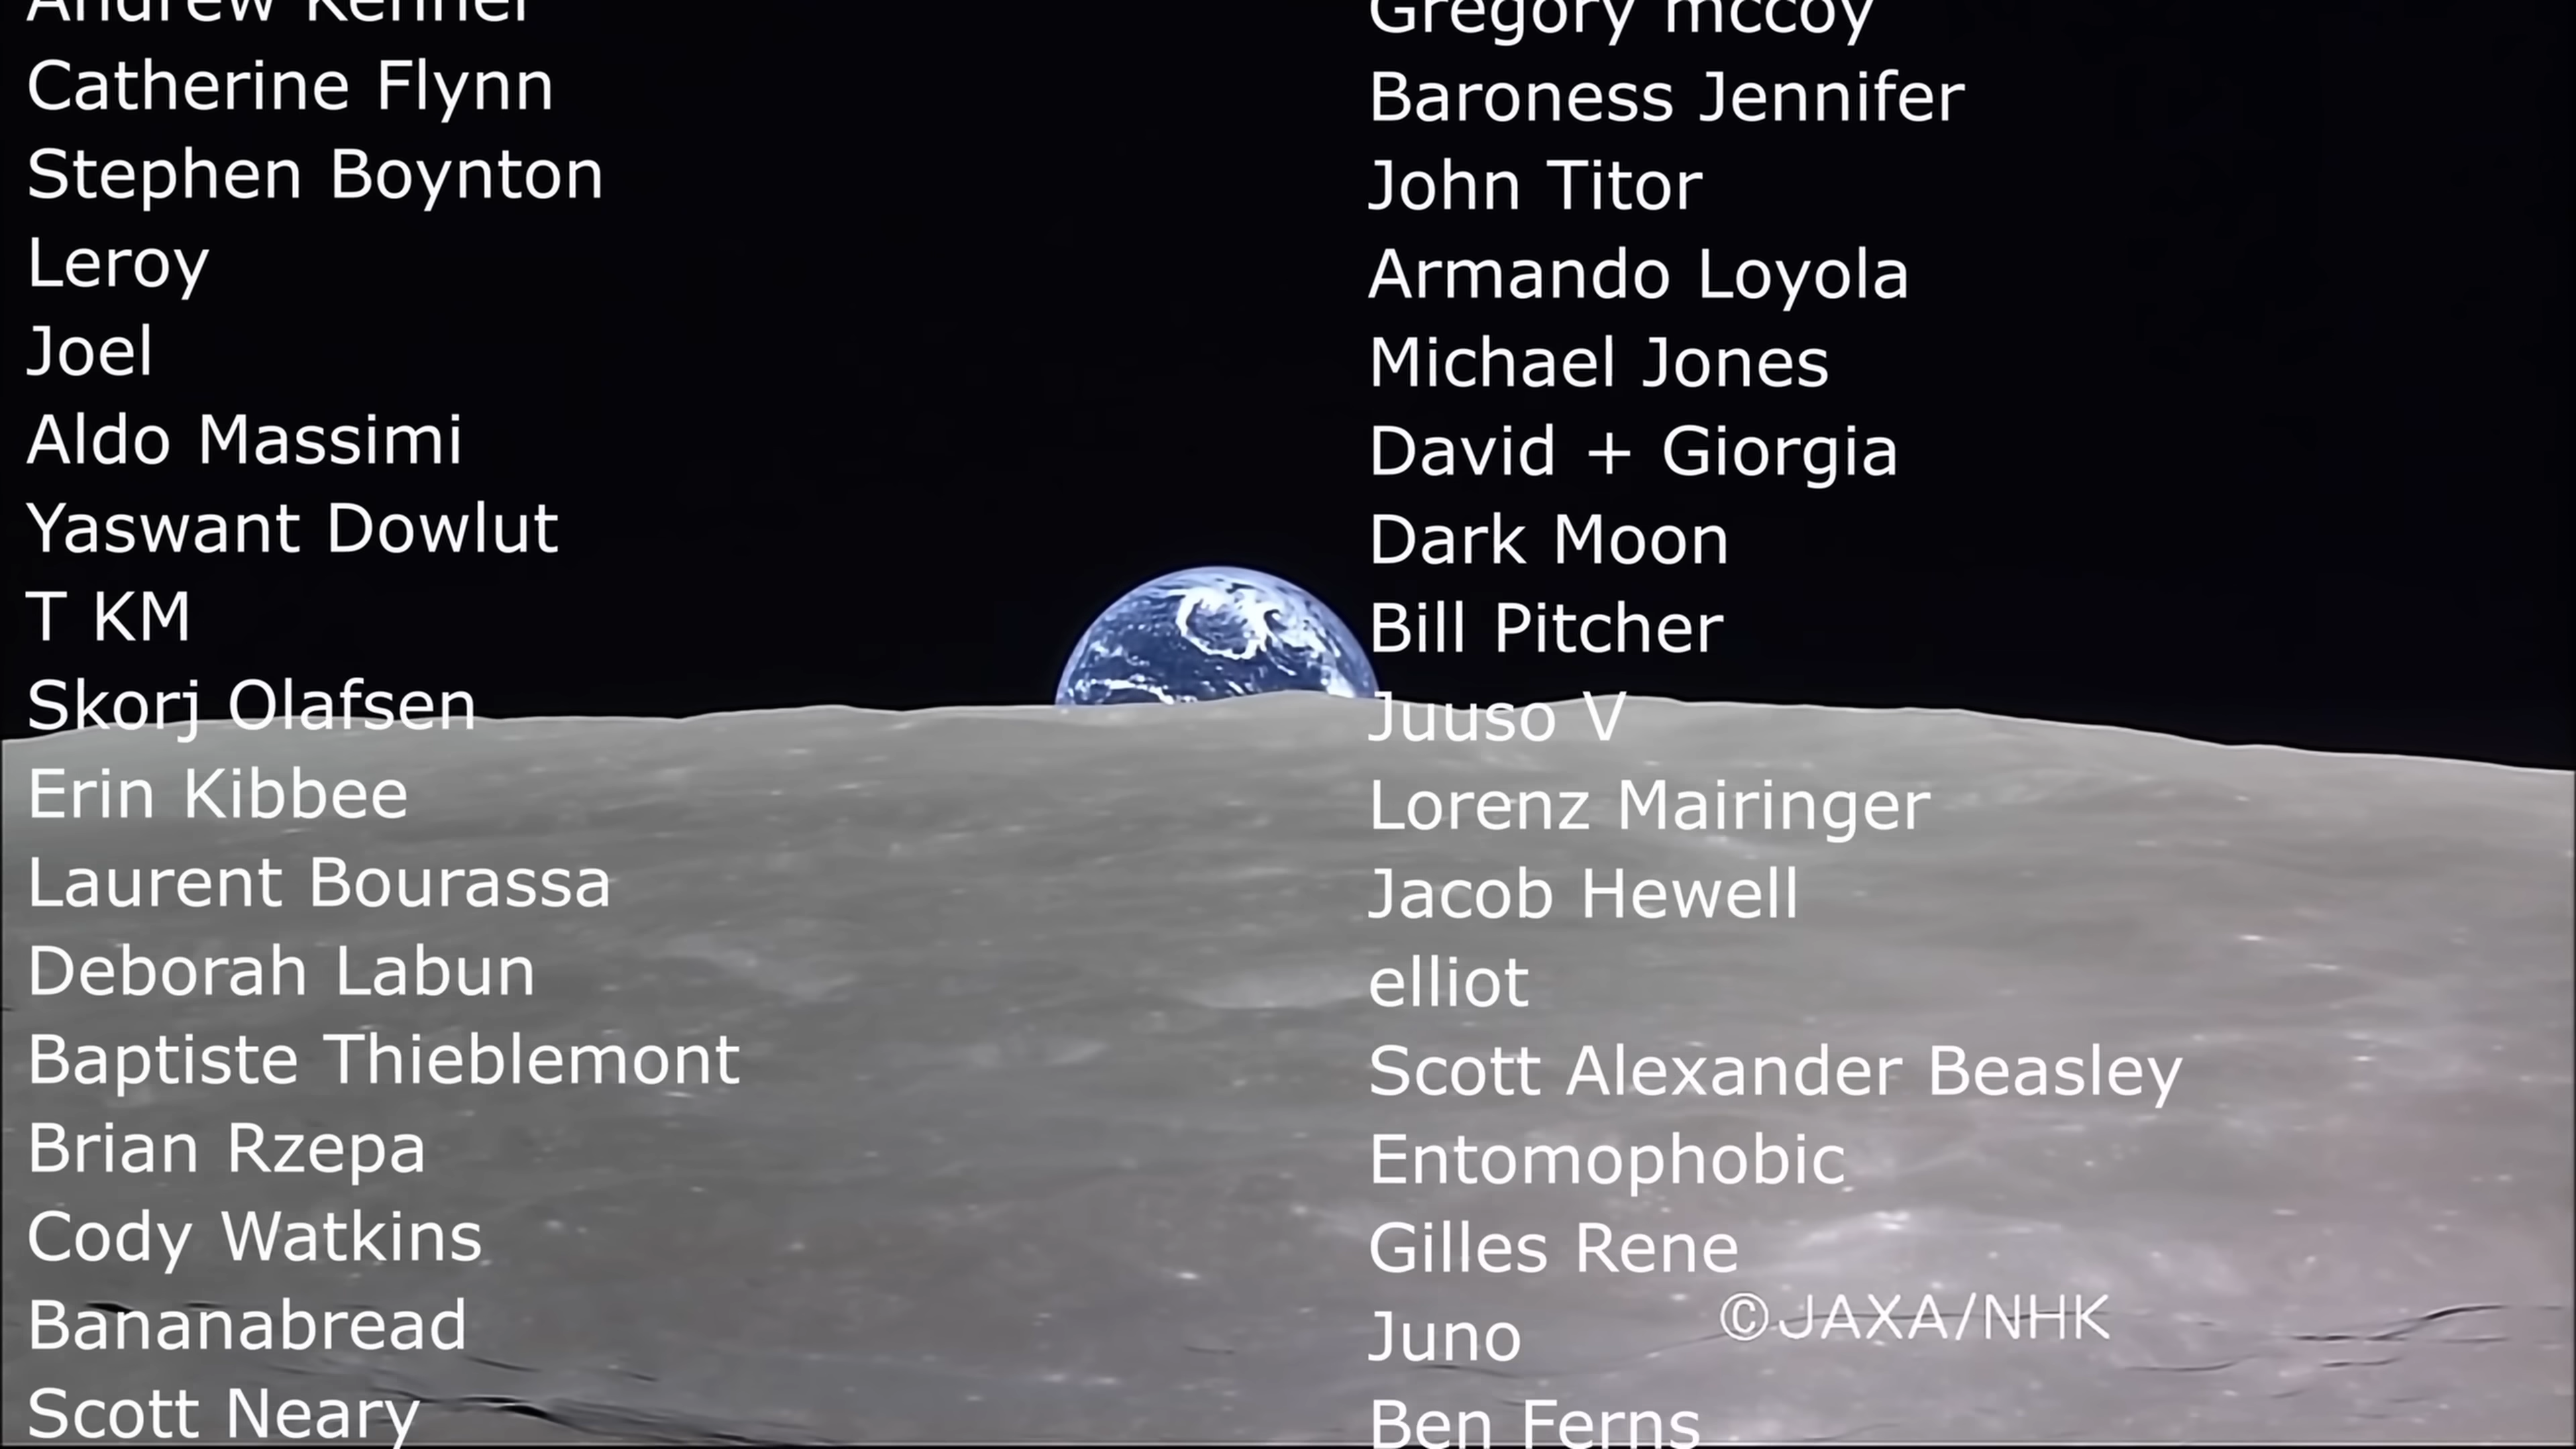 Catherine Flynn
Stephen Boynton
Leroy
Joel
Aldo Massimi
Yaswant Dowlut
T KM
Skorj Olafsen
Erin Kibbee
Laurent Bourassa
Deborah Labun
Baptiste Thieblemont
Brian Rzepa
Cody Watkins
Bananabread
Scott Neary
Gregory mccoy
Baroness Jennifer
John Titor
Armando Loyola
Michael Jones
David + Giorgia
Dark Moon
Bill Pitcher
Juuso V
Lorenz Mairinger
Jacob Hewell
elliot
Scott Alexander Beasley
Entomophobic
Gilles Rene
Juno
Ben Ferns
©JAXA/NHK